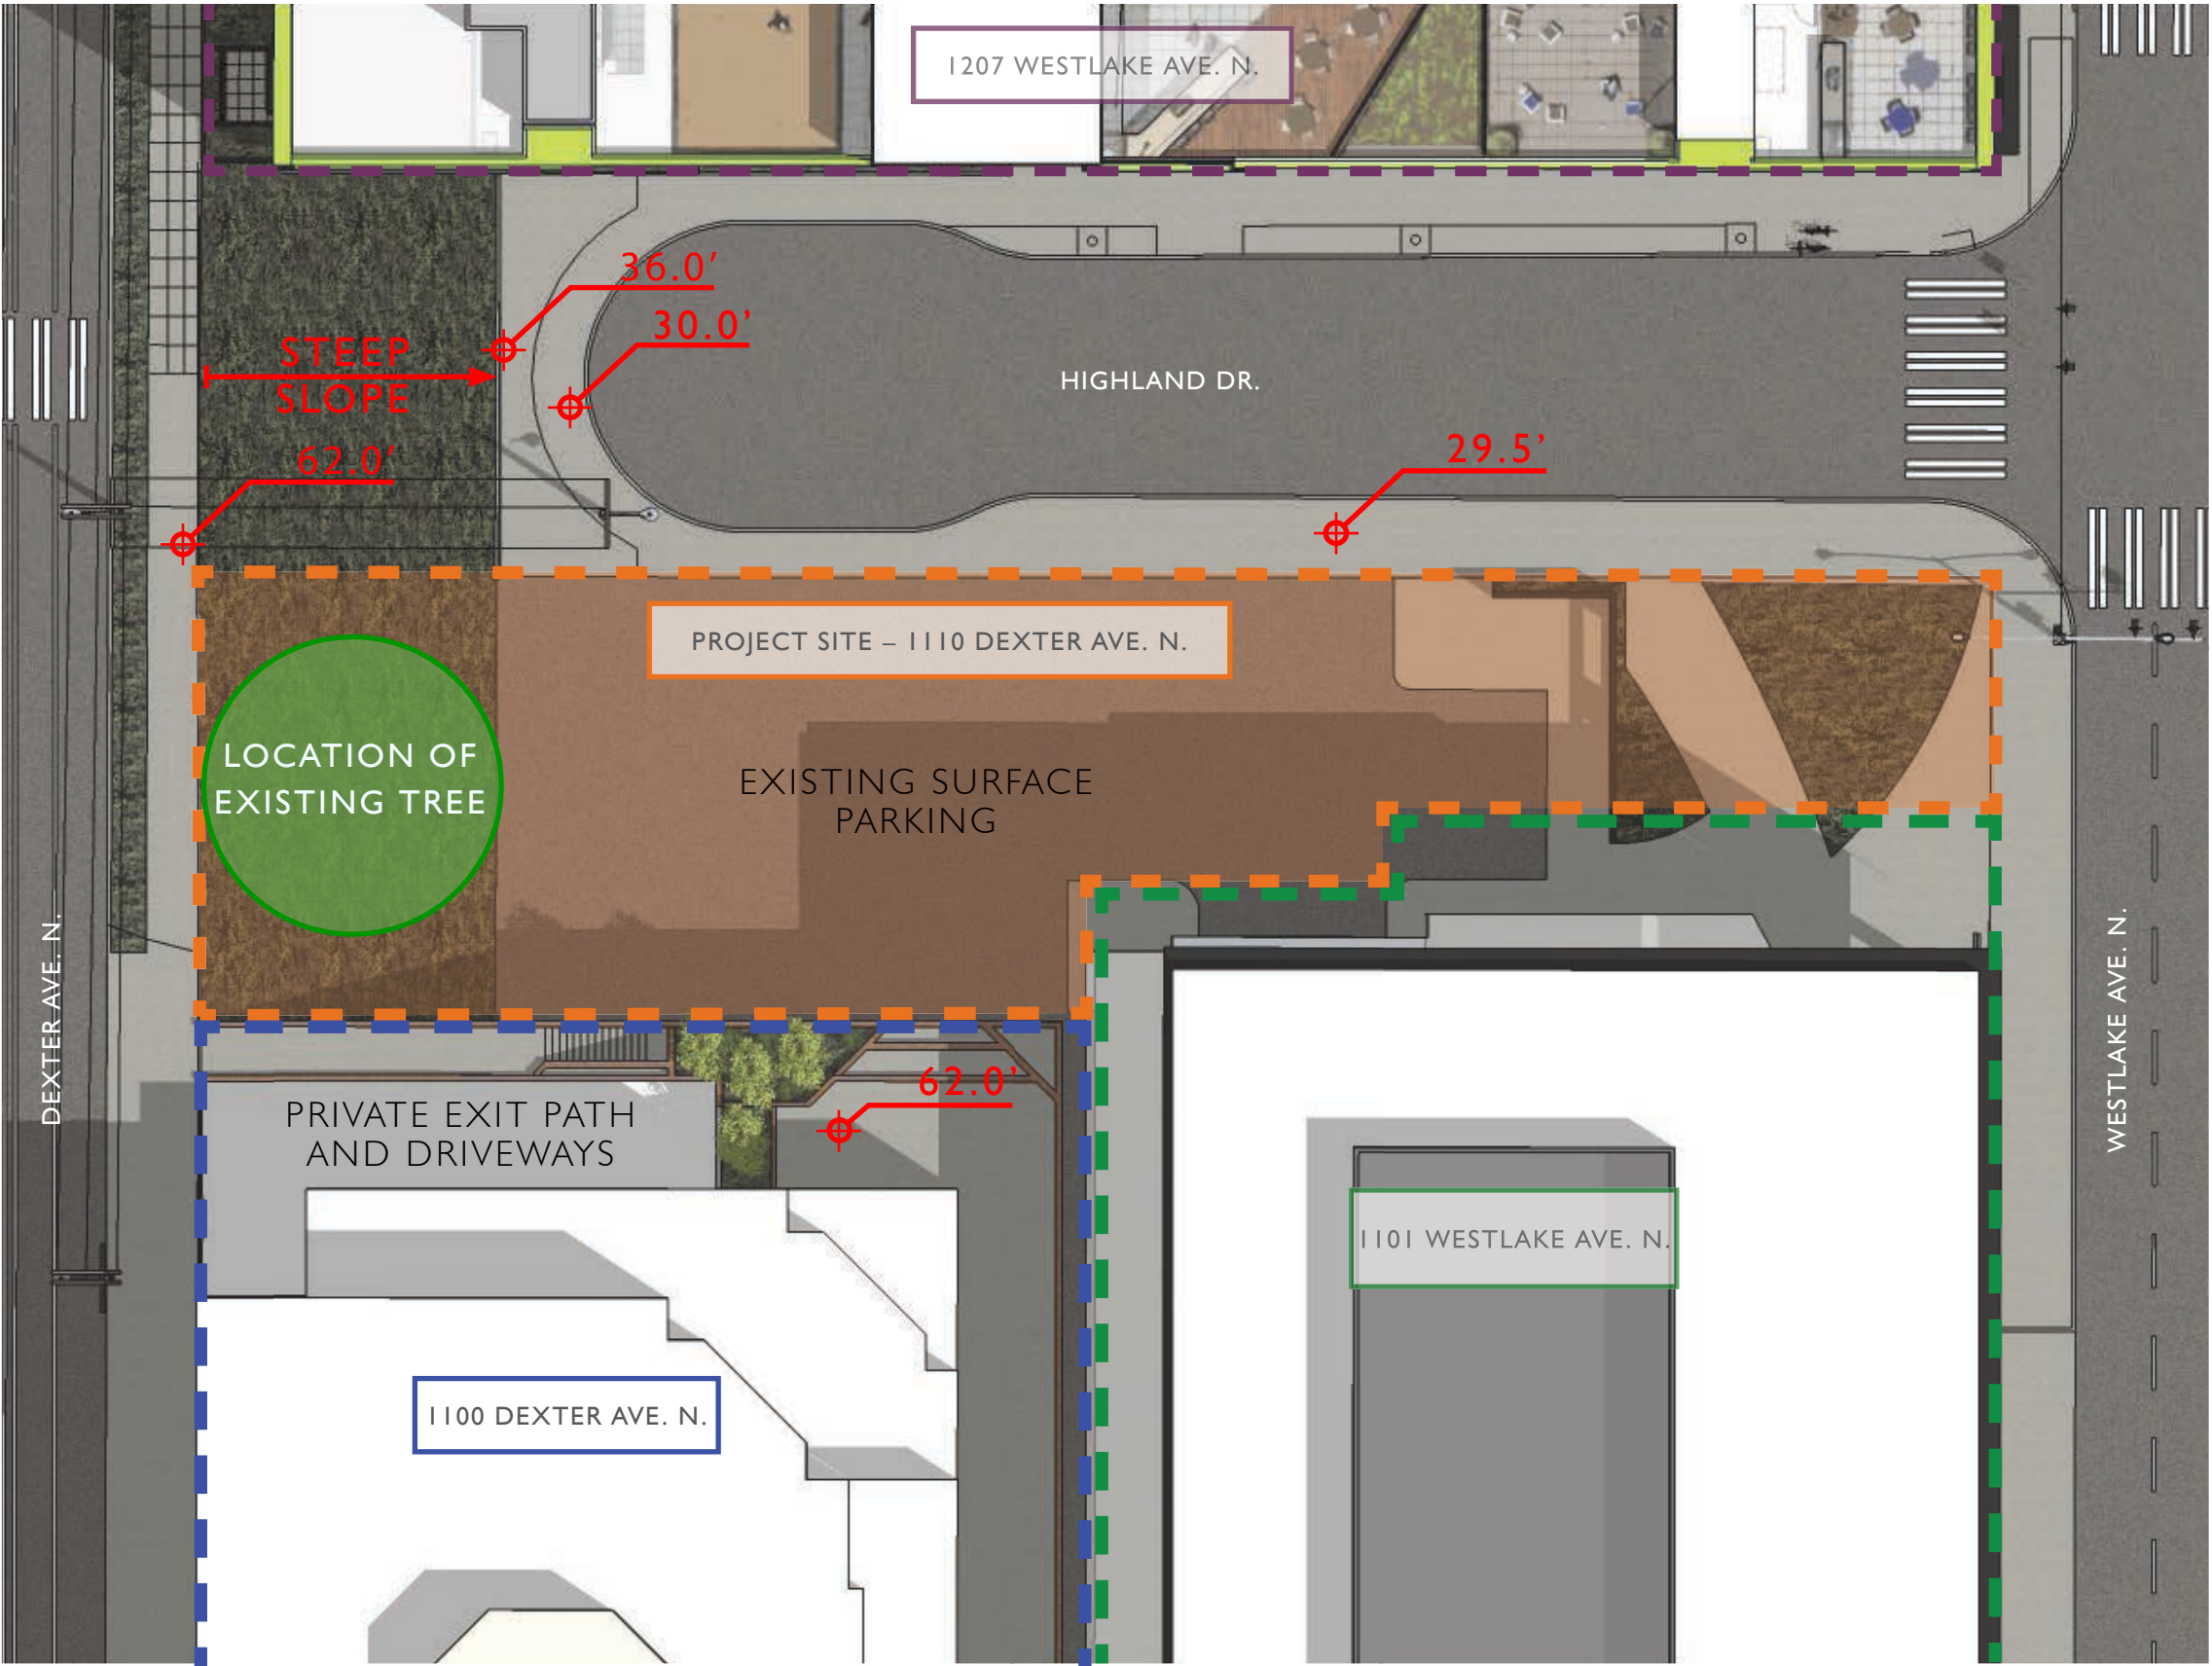 1207 WESTLAKE AVE. N.
36.0’
30.0’
STEEP
SLOPE
HIGHLAND DR.
62.0’
29.5’
PROJECT SITE – 1110 DEXTER AVE. N.
LOCATION OF
EXISTING TREE
EXISTING SURFACE
PARKING
DEXTER AVE. N.
WESTLAKE AVE. N.
62.0’
PRIVATE EXIT PATH
AND DRIVEWAYS
1101 WESTLAKE AVE. N.
1100 DEXTER AVE. N.